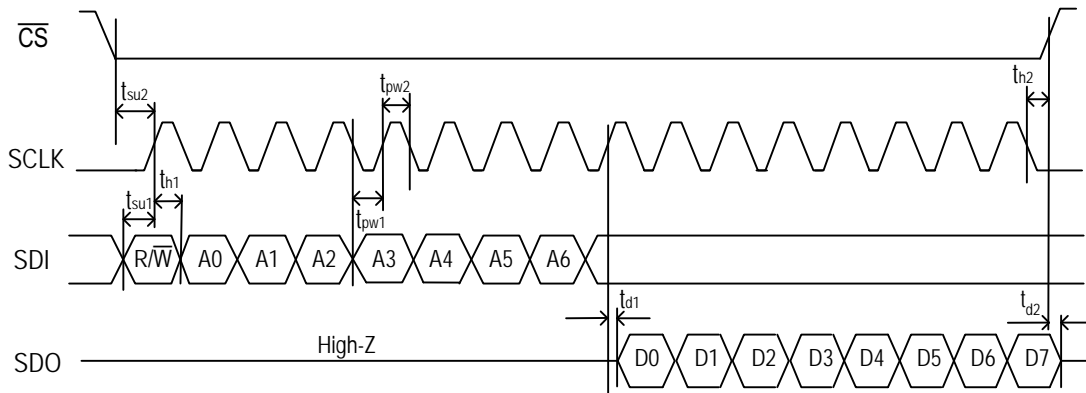 CS
tsu2
tpw2
th2
SCLK
tsu1
th1
tpw1
SDI
R/W
A0
A1
A2
A3
A4
A5
A6
td1
td2
SDO
High-Z
D0
D1
D2
D3
D4
D5
D6
D7